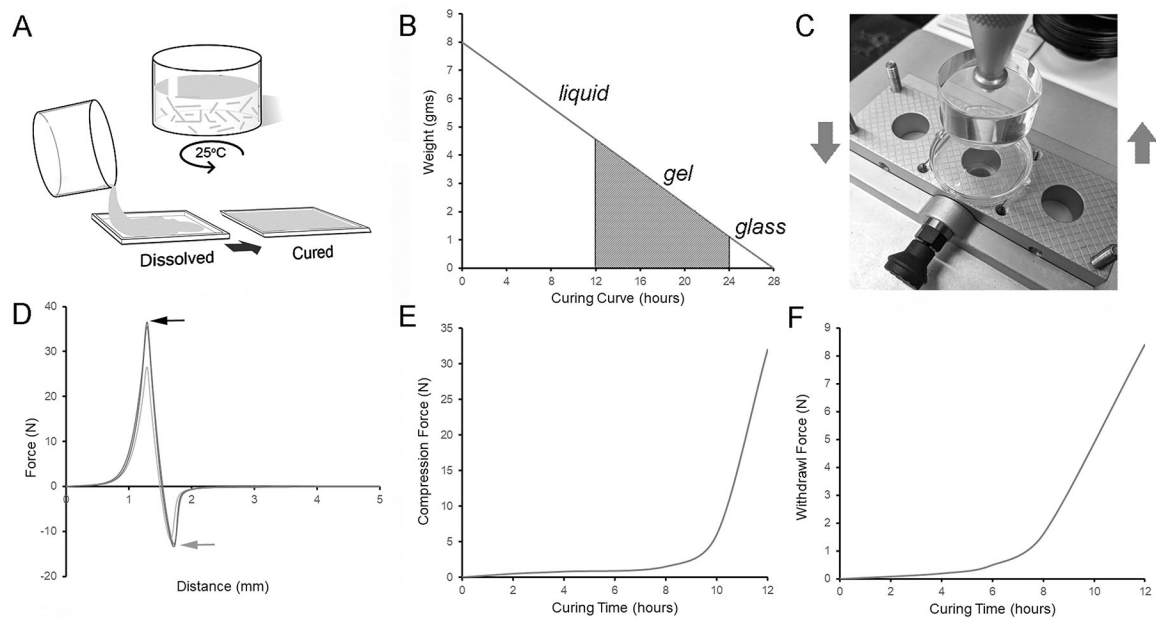 A
25°C
Dissolved
Cured
B
9
8
7
6
5
4
3
2
1
0
Weight (gms)
liquid
gel
glass
0 4 8 12 16 20 24 28
Curing Curve (hours)
C
D
40
30
20
10
0
-10
-20
Force (N)
0 1 2 3 4 5
Distance (mm)
E
35
30
25
20
15
10
5
0
Compression Force (N)
0 2 4 6 8 10 12
Curing Time (hours)
F
9
8
7
6
5
4
3
2
1
0
Withdrawl Force (N)
0 2 4 6 8 10 12
Curing Time (hours)